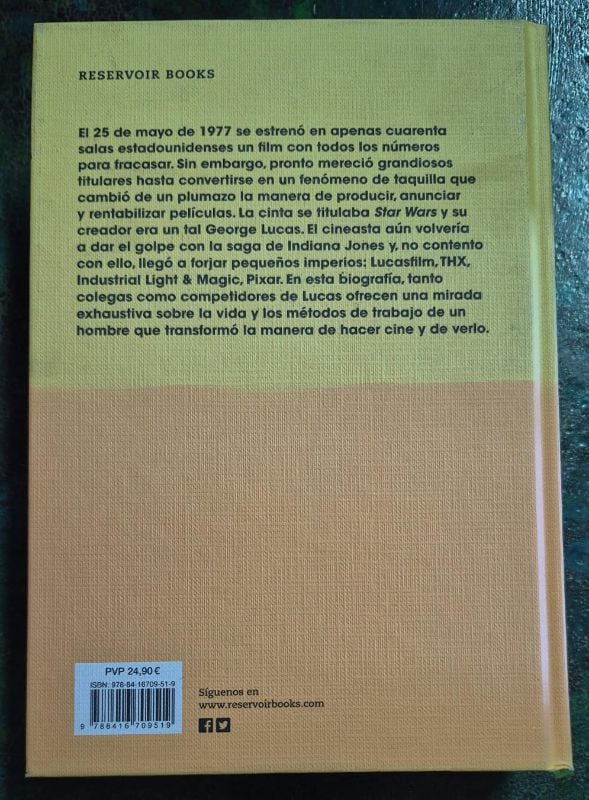 RESERVOIR BOOKS
El 25 de mayo de 1977 se estrenó en apenas cuarenta
salas estadounidenses un film con todos los números
para fracasar. Sin embargo, pronto mereció grandiosos
titulares hasta convertirse en un fenómeno de taquilla que
cambió de un plumazo la manera de producir, anunciar
y rentabilizar películas. La cinta se titulaba Star Wars y su
creador era un tal George Lucas. El cineasta aún volvería
a dar el golpe con la saga de Indiana Jones y, no contento
con ello, llegó a forjar pequeños imperios: Lucasfilm, THX,
Industrial Light & Magic, Pixar. En esta biografía, tanto
colegas como competidores de Lucas ofrecen una mirada
exhaustiva sobre la vida y los métodos de trabajo de un
hombre que transformó la manera de hacer cine y de verlo.
PVP 24,90 €
ISBN: 978-84-16709-51-9
9 788416 709519
Síguenos en
www.reservoirbooks.com